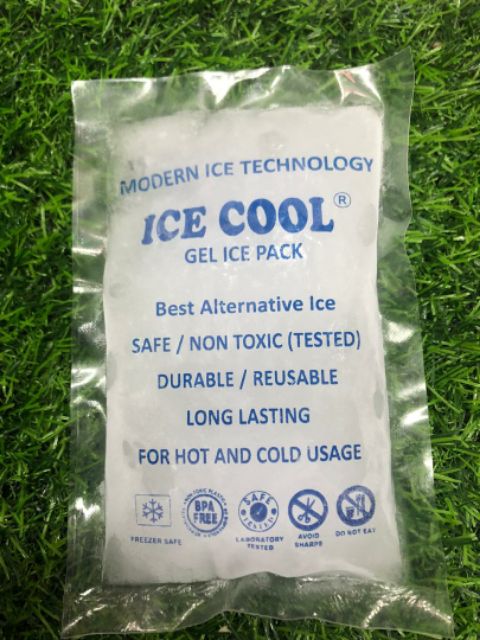 MODERN ICE TECHNOLOGY
ICE COOL®
GEL ICE PACK
Best Alternative Ice
SAFE / NON TOXIC (TESTED)
DURABLE / REUSABLE
LONG LASTING
FOR HOT AND COLD USAGE
BPA
FREE
SAFE
TESTED
FREEZER SAFE
LABORATORY
TESTED
AVOID
SHARPS
DO NOT EAT